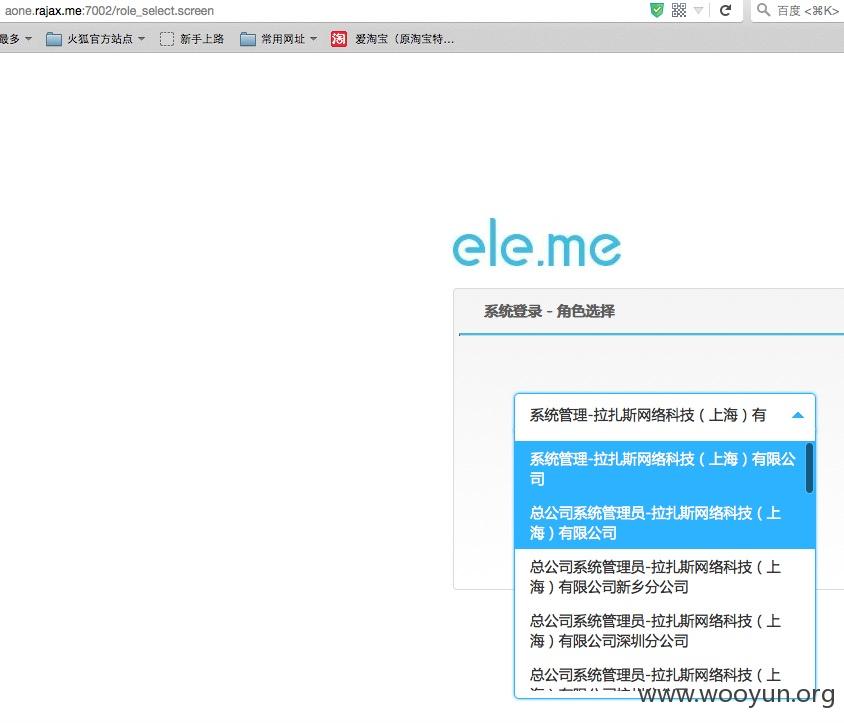 aone.rajax.me:7002/role_select.screen
百度 <⌘K>
最多
火狐官方站点
新手上路
常用网址
淘
爱淘宝（原淘宝特...
ele.me
系统登录 - 角色选择
系统管理-拉扎斯网络科技（上海）有
系统管理-拉扎斯网络科技（上海）有限公
司
总公司系统管理员-拉扎斯网络科技（上
海）有限公司
总公司系统管理员-拉扎斯网络科技（上
海）有限公司新乡分公司
总公司系统管理员-拉扎斯网络科技（上
海）有限公司深圳分公司
总公司系统管理员-拉扎斯网络科技（上
www.wooyun.org